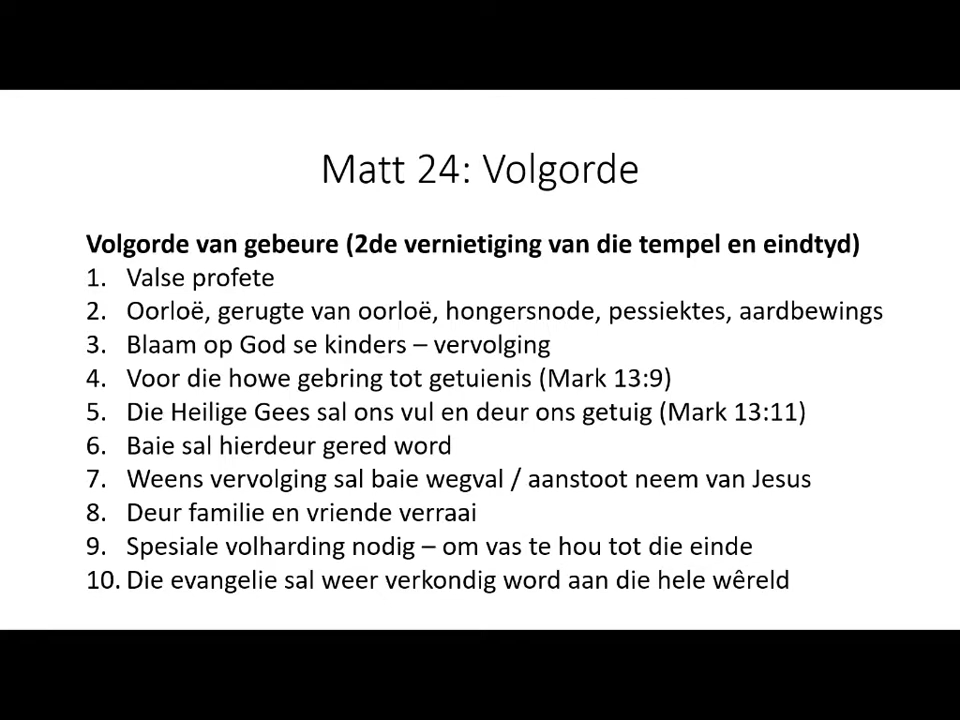 Matt 24: Volgorde
Volgorde van gebeure (2de vernietiging van die tempel en eindtyd)
1. Valse profete
2. Oorloë, gerugte van oorloë, hongersnode, pessiektes, aardbewings
3. Blaam op God se kinders – vervolging
4. Voor die howe gebring tot getuienis (Mark 13:9)
5. Die Heilige Gees sal ons vul en deur ons getuig (Mark 13:11)
6. Baie sal hierdeur gered word
7. Weens vervolging sal baie wegval / aanstoot neem van Jesus
8. Deur familie en vriende verraai
9. Spesiale volharding nodig – om vas te hou tot die einde
10. Die evangelie sal weer verkondig word aan die hele wêreld